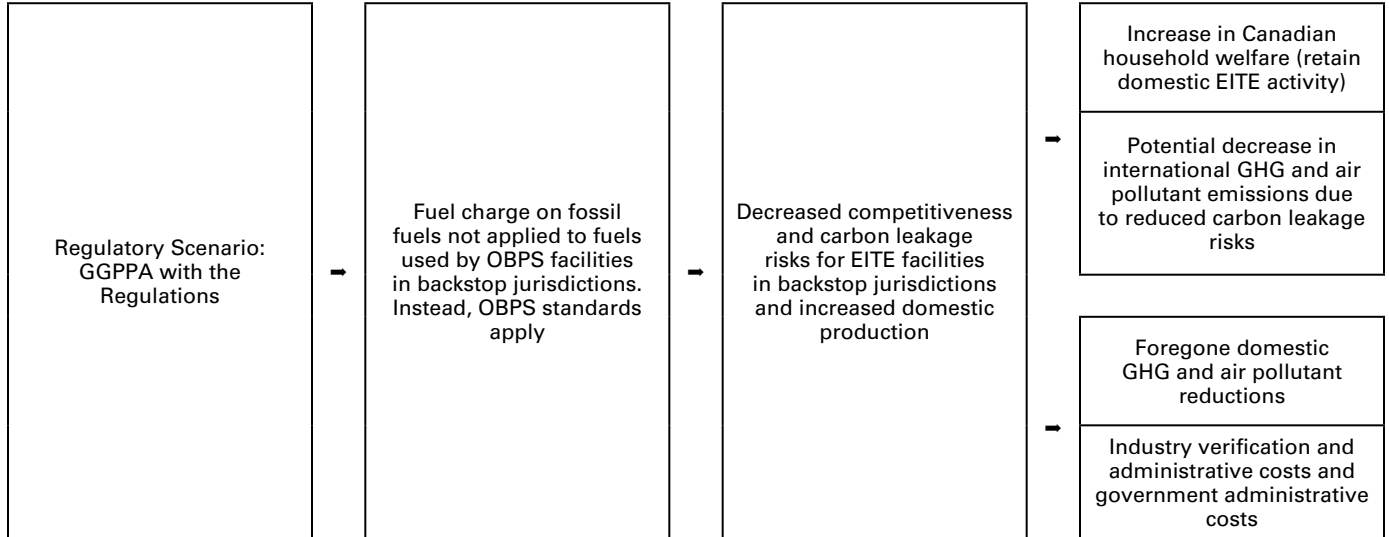 Regulatory Scenario:
GGPPA with the
Regulations
➡
Fuel charge on fossil
fuels not applied to fuels
used by OBPS facilities
in backstop jurisdictions.
Instead, OBPS standards
apply
➡
Decreased competitiveness
and carbon leakage
risks for EITE facilities
in backstop jurisdictions
and increased domestic
production
➡
Increase in Canadian
household welfare (retain
domestic EITE activity)
Potential decrease in
international GHG and air
pollutant emissions due
to reduced carbon leakage
risks
➡
Foregone domestic
GHG and air pollutant
reductions
Industry verification and
administrative costs and
government administrative
costs